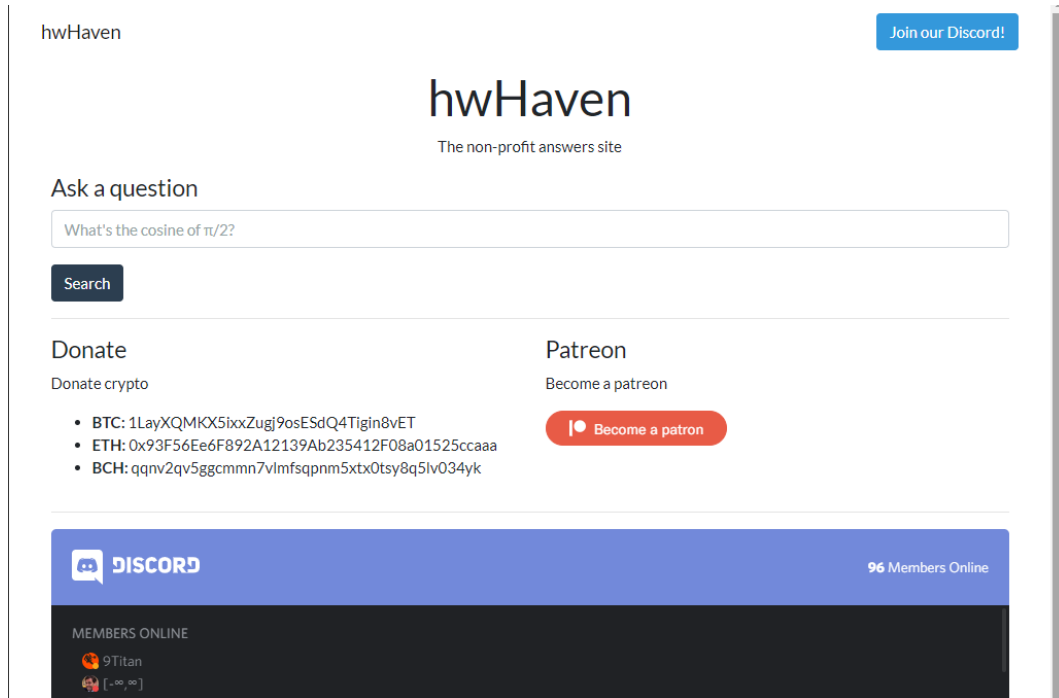 hwHaven
Join our Discord!
hwHaven
The non-profit answers site
Ask a question
What's the cosine of π/2?
Search
Donate
Donate crypto
• BTC: 1LayXQMKX5ixxZugj9osESdQ4Tigin8vET
• ETH: 0x93F56Ee6F892A12139Ab235412F08a01525ccaaa
• BCH: qqnv2qv5ggcmmn7vlmfsqpnm5xtx0tsy8q5lv034yk
Patreon
Become a patreon
Become a patron
DISCORD
96 Members Online
MEMBERS ONLINE
9Titan
[-∞,∞]